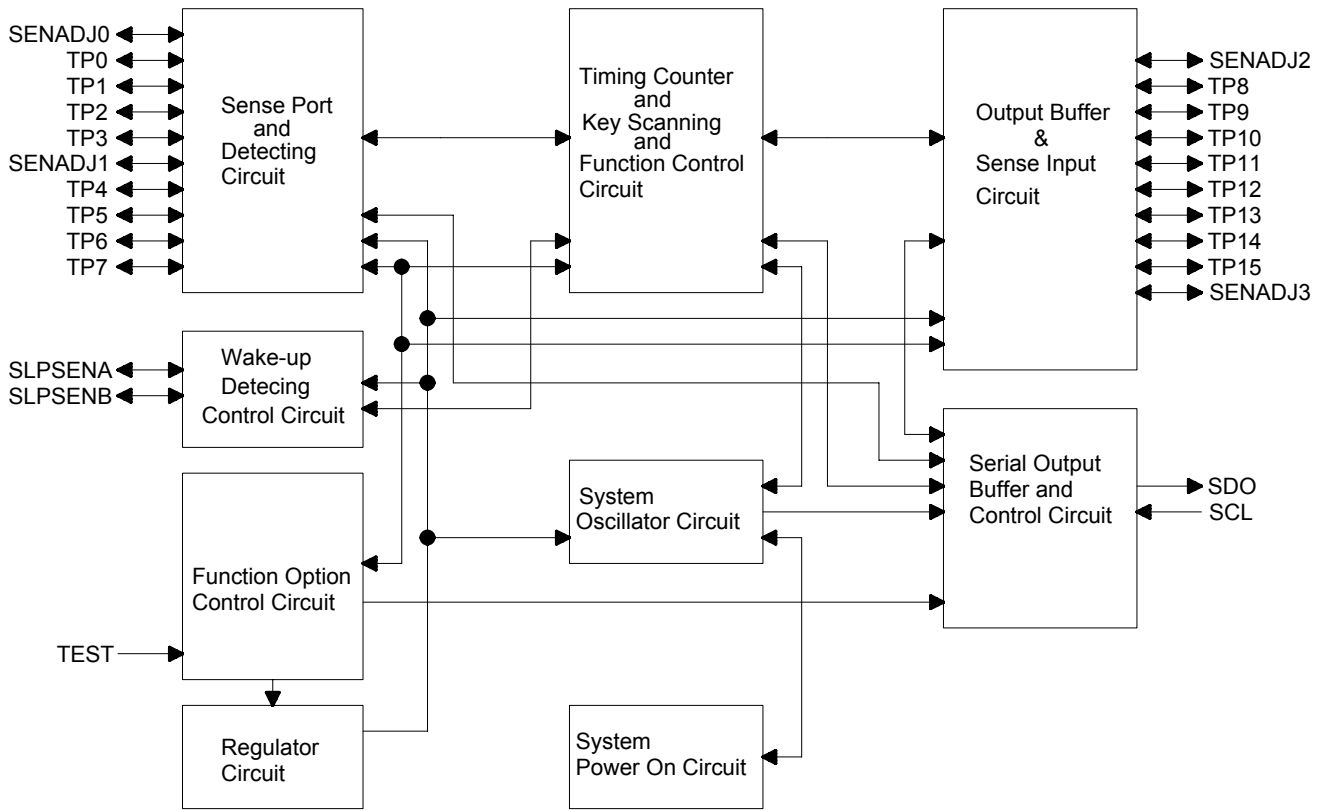 SENADJ0
TP0
TP1
TP2
TP3
SENADJ1
TP4
TP5
TP6
TP7
Sense Port
and
Detecting
Circuit
Timing Counter
and
Key Scanning
and
Function Control
Circuit
Output Buffer
&
Sense Input
Circuit
SENADJ2
TP8
TP9
TP10
TP11
TP12
TP13
TP14
TP15
SENADJ3
SLPSENA
SLPSENB
Wake-up
Detecing
Control Circuit
System
Oscillator Circuit
Serial Output
Buffer and
Control Circuit
SDO
SCL
Function Option
Control Circuit
TEST
Regulator
Circuit
System
Power On Circuit